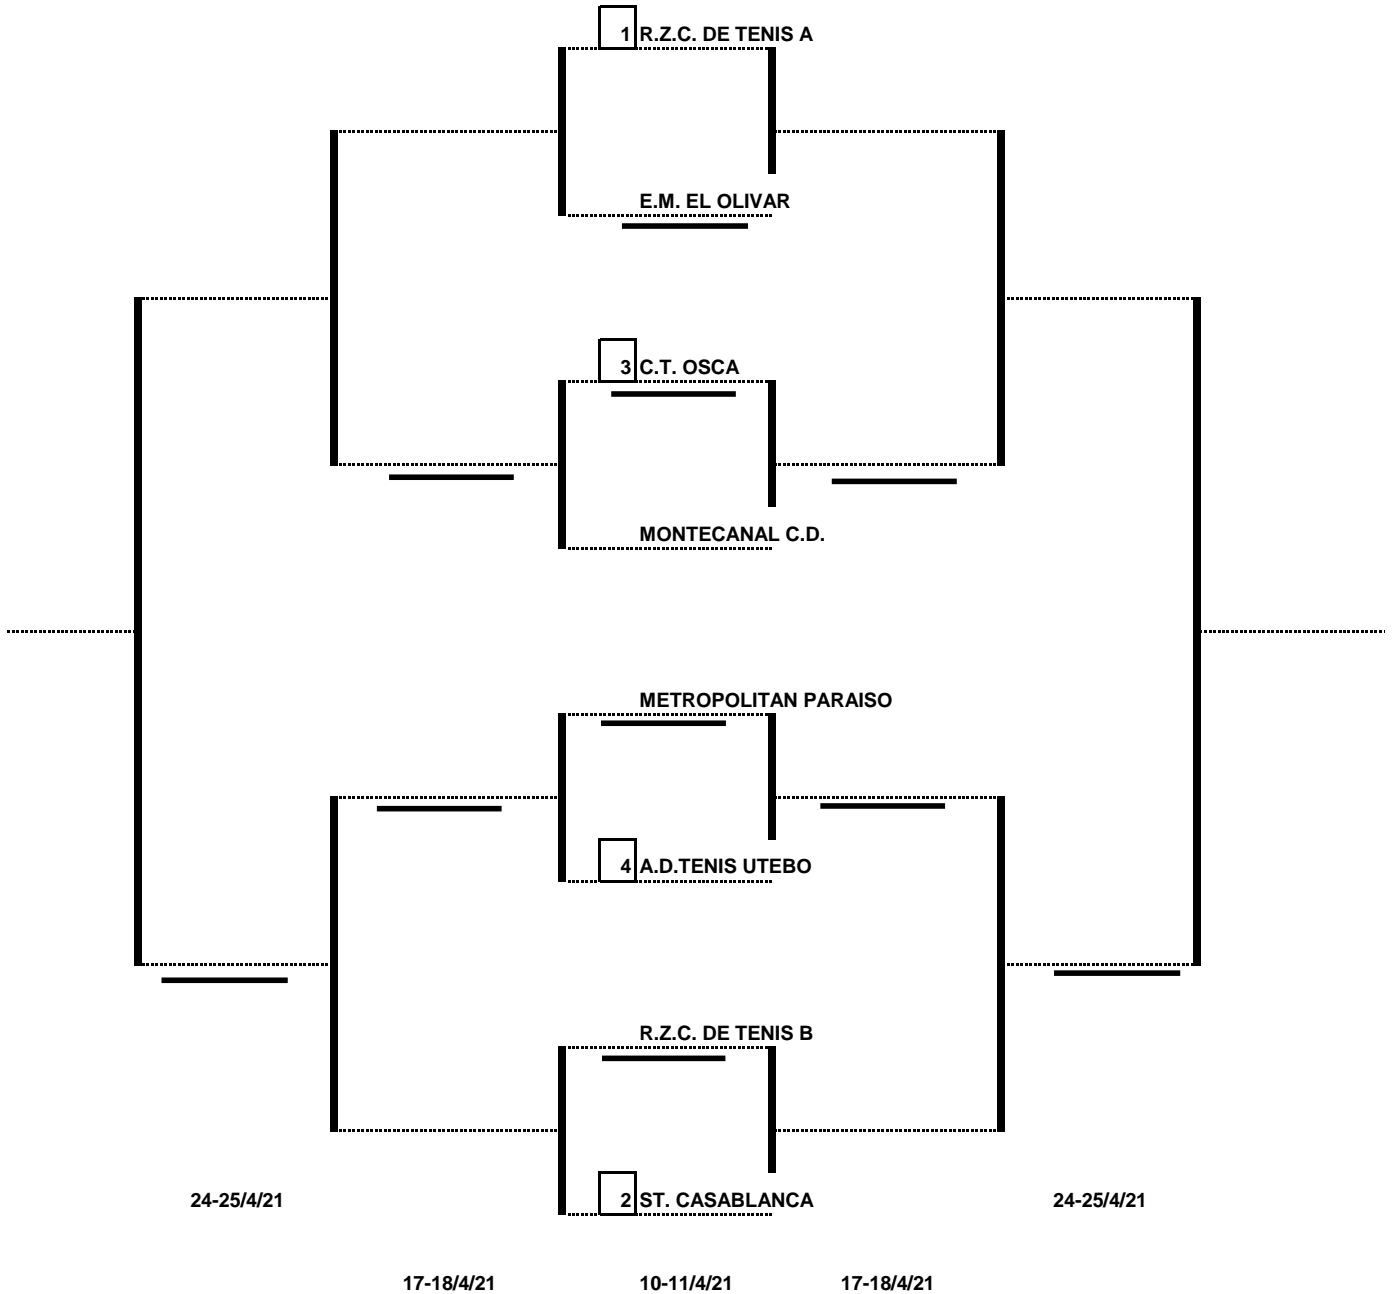 1 R.Z.C. DE TENIS A
E.M. EL OLIVAR
3 C.T. OSCA
MONTECANAL C.D.
METROPOLITAN PARAISO
4 A.D.TENIS UTEBO
R.Z.C. DE TENIS B
24-25/4/21 2 ST. CASABLANCA 24-25/4/21
17-18/4/21 10-11/4/21 17-18/4/21